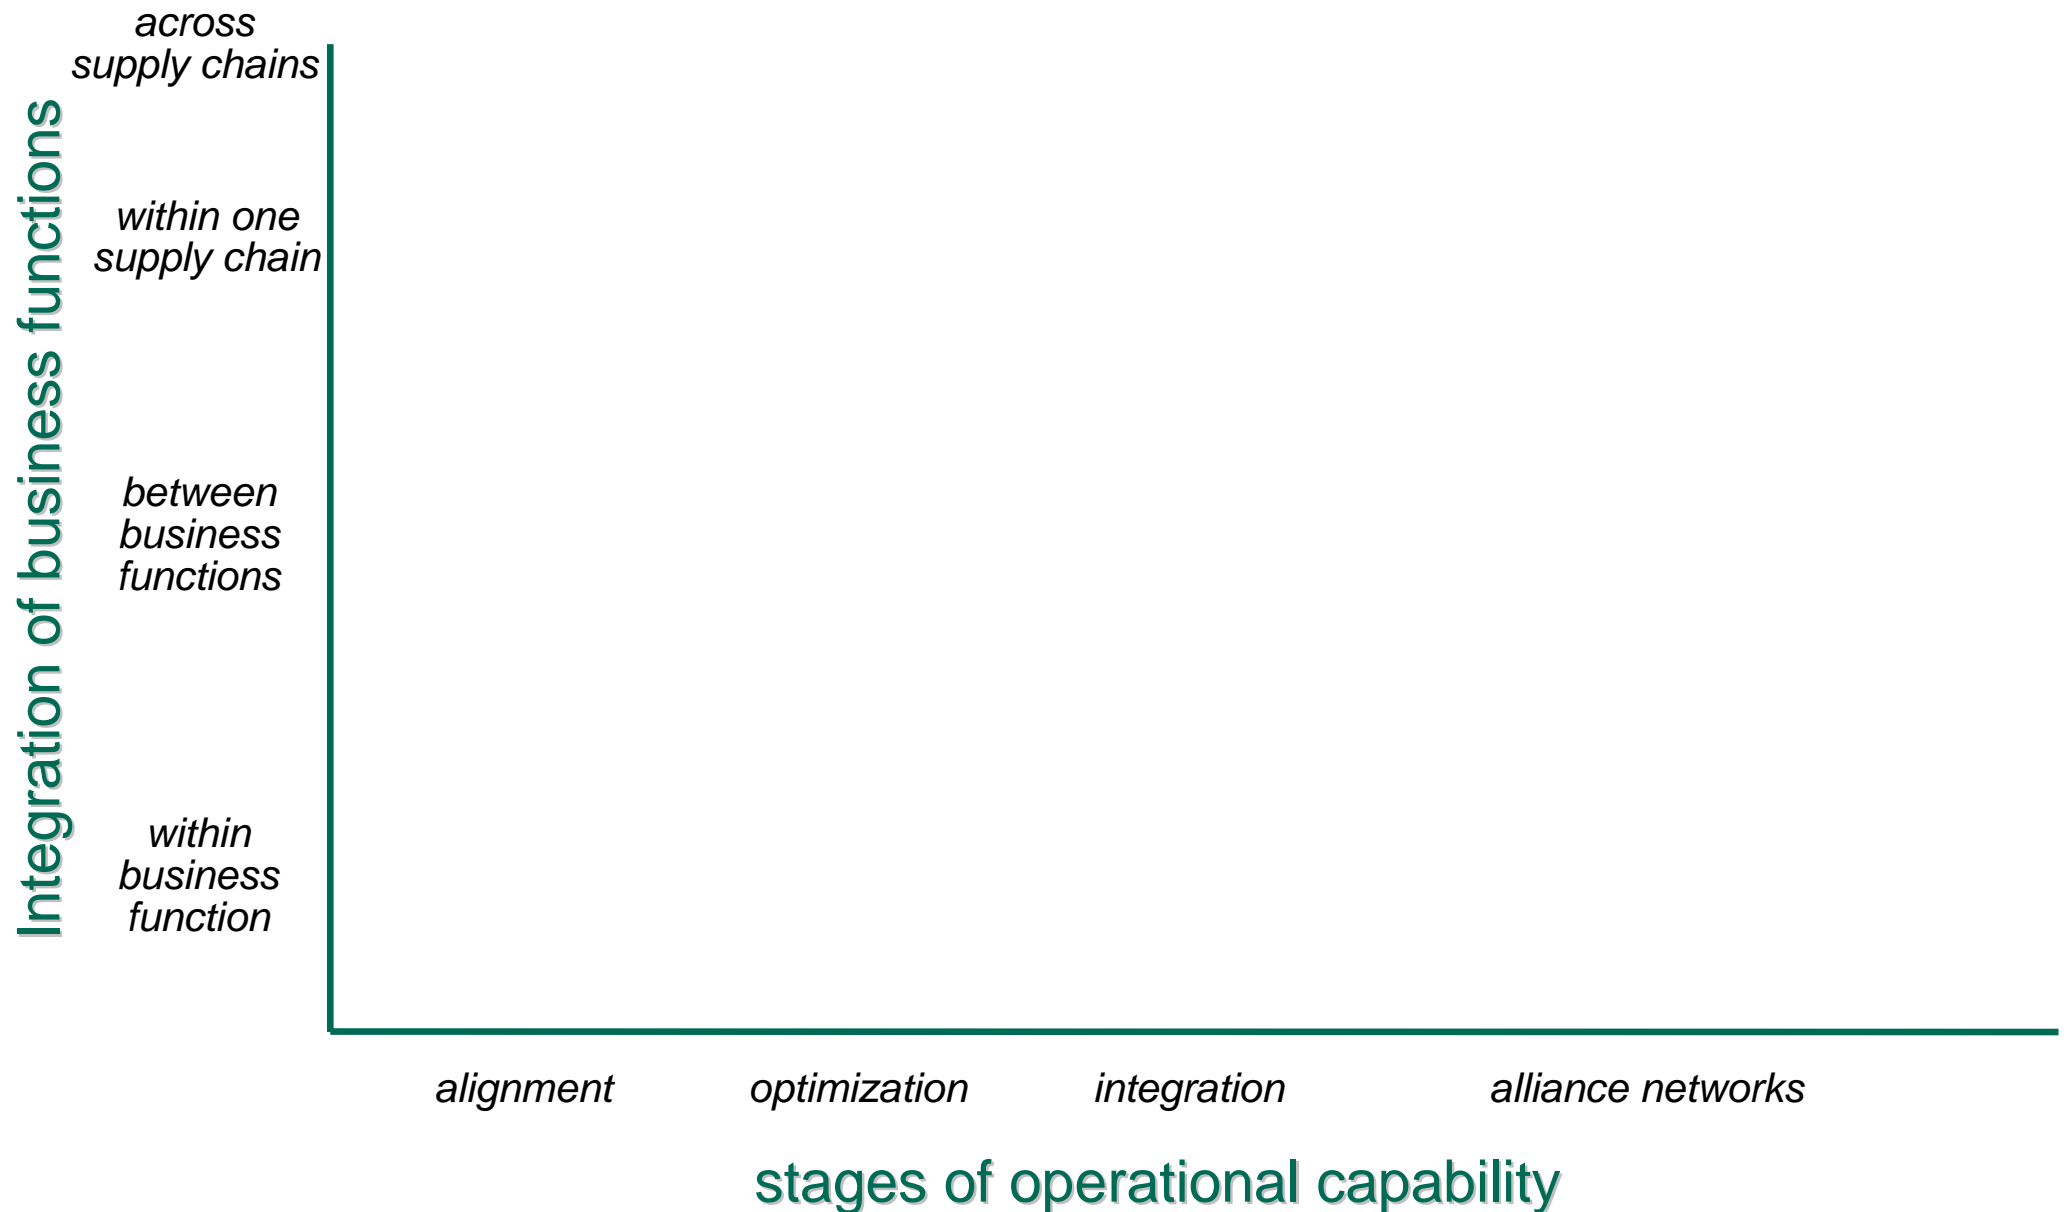 Integration of business functions
across
supply chains
within one
supply chain
between
business
functions
within
business
function
alignment
optimization
integration
alliance networks
stages of operational capability